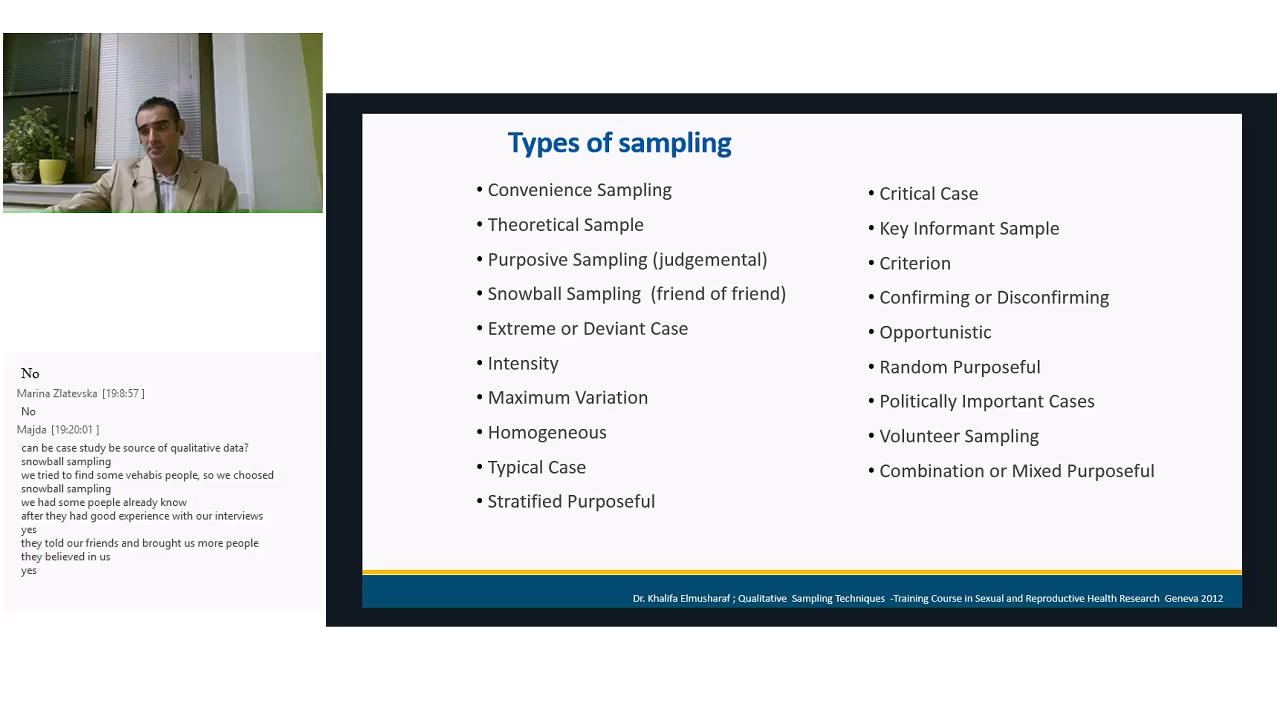 Types of sampling
• Convenience Sampling
• Theoretical Sample
• Purposive Sampling (judgemental)
• Snowball Sampling  (friend of friend)
• Extreme or Deviant Case
• Intensity
• Maximum Variation
• Homogeneous
• Typical Case
• Stratified Purposeful
• Critical Case
• Key Informant Sample
• Criterion
• Confirming or Disconfirming
• Opportunistic
• Random Purposeful
• Politically Important Cases
• Volunteer Sampling
• Combination or Mixed Purposeful
Dr. Khalifa Elmusharaf ; Qualitative  Sampling Techniques  -Training Course in Sexual and Reproductive Health Research  Geneva 2012
No
Marina Zlatevska [19:8:57 ]
No
Majda [19:20:01 ]
can be case study be source of qualitative data?
snowball sampling
we tried to find some vehabis people, so we choosed
snowball sampling
we had some poeple already know
after they had good experience with our interviews
yes
they told our friends and brought us more people
they believed in us
yes